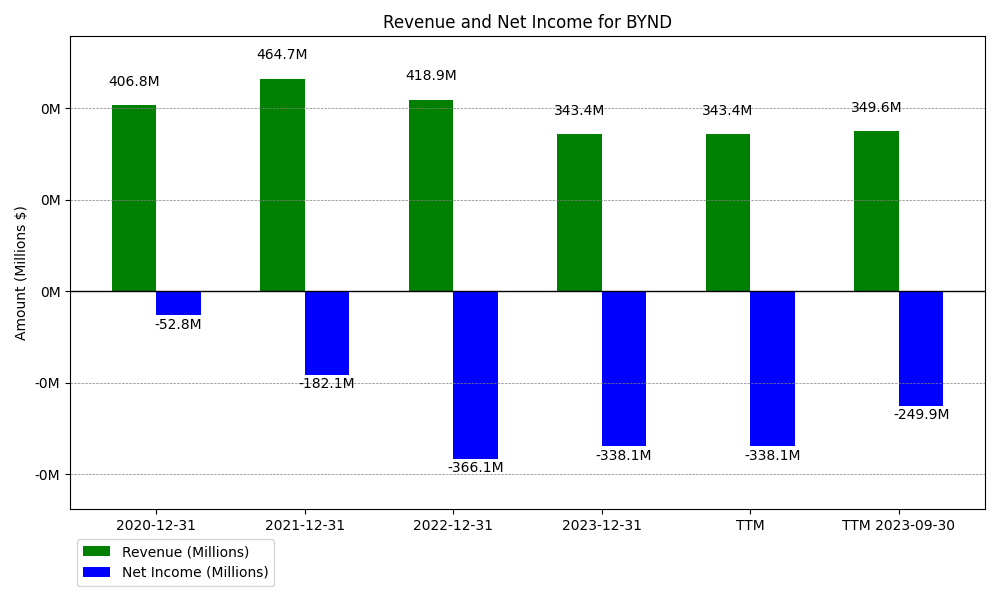 Revenue and Net Income for BYND
406.8M
464.7M
418.9M
343.4M
343.4M
349.6M
0M
0M
0M
-0M
-0M
Amount (Millions $)
-52.8M
-182.1M
-366.1M
-338.1M
-338.1M
-249.9M
2020-12-31
2021-12-31
2022-12-31
2023-12-31
TTM
TTM 2023-09-30
Revenue (Millions)
Net Income (Millions)